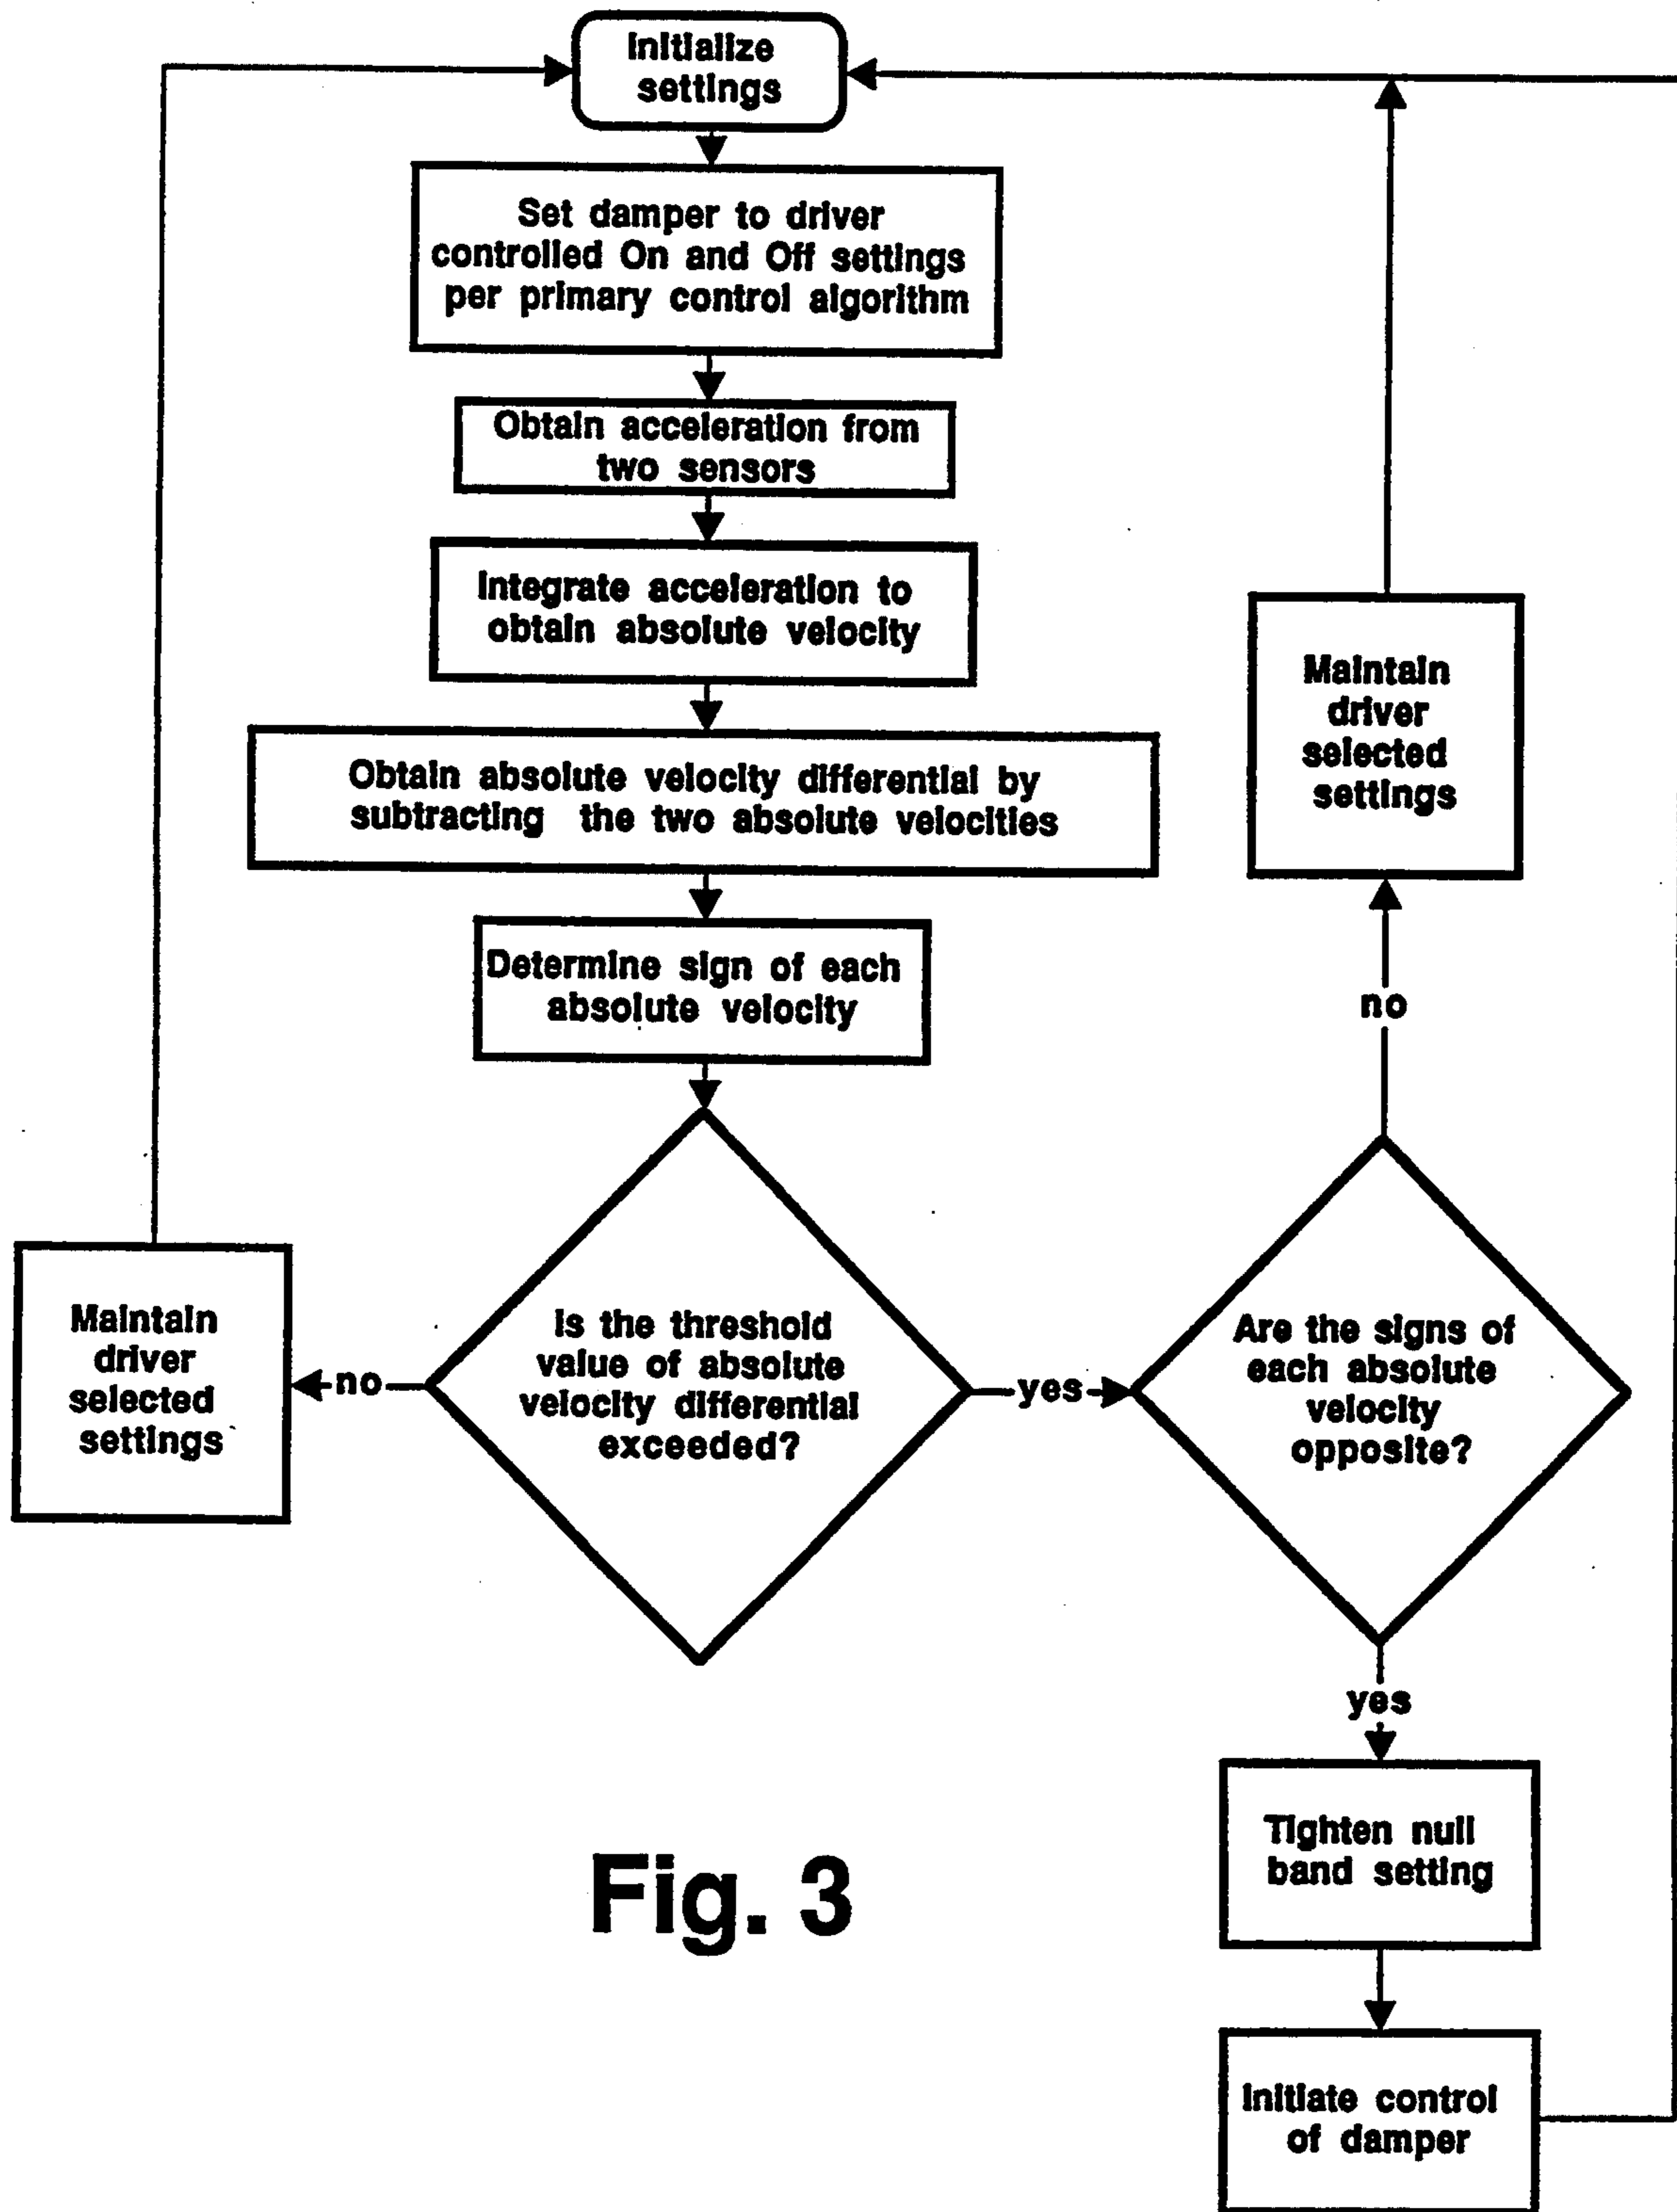 Initialize
settings
Set damper to driver
controlled On and Off settings
per primary control algorithm
Obtain acceleration from
two sensors
Integrate acceleration to
obtain absolute velocity
Obtain absolute velocity differential by
subtracting the two absolute velocities
Determine sign of each
absolute velocity
Is the threshold
value of absolute
velocity differential
exceeded?
no
Maintain
driver
selected
settings
yes
Are the signs of
each absolute
velocity
opposite?
no
Maintain
driver
selected
settings
yes
Tighten null
band setting
Initiate control
of damper
Fig. 3